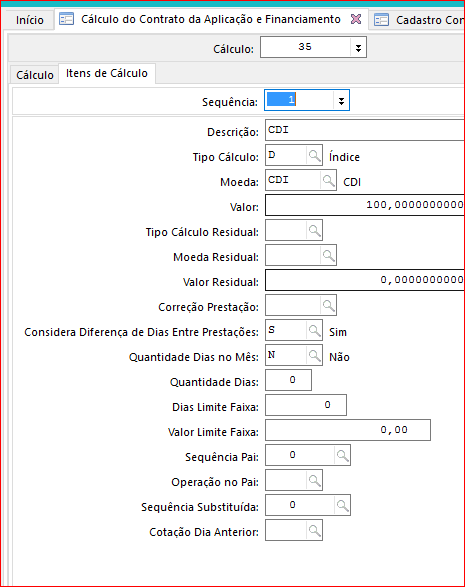 Início Cálculo do Contrato da Aplicação e Financiamento Cadastro Con
Cálculo: 35
Cálculo Itens de Cálculo
Sequência: 1
Descrição: CDI
Tipo Cálculo: D Índice
Moeda: CDI CDI
Valor: 100,0000000000
Tipo Cálculo Residual:
Moeda Residual:
Valor Residual: 0,0000000000
Correção Prestação:
Considera Diferença de Dias Entre Prestações: S Sim
Quantidade Dias no Mês: N Não
Quantidade Dias: 0
Dias Limite Faixa: 0
Valor Limite Faixa: 0,00
Sequência Pai: 0
Operação no Pai:
Sequência Substituída: 0
Cotação Dia Anterior: